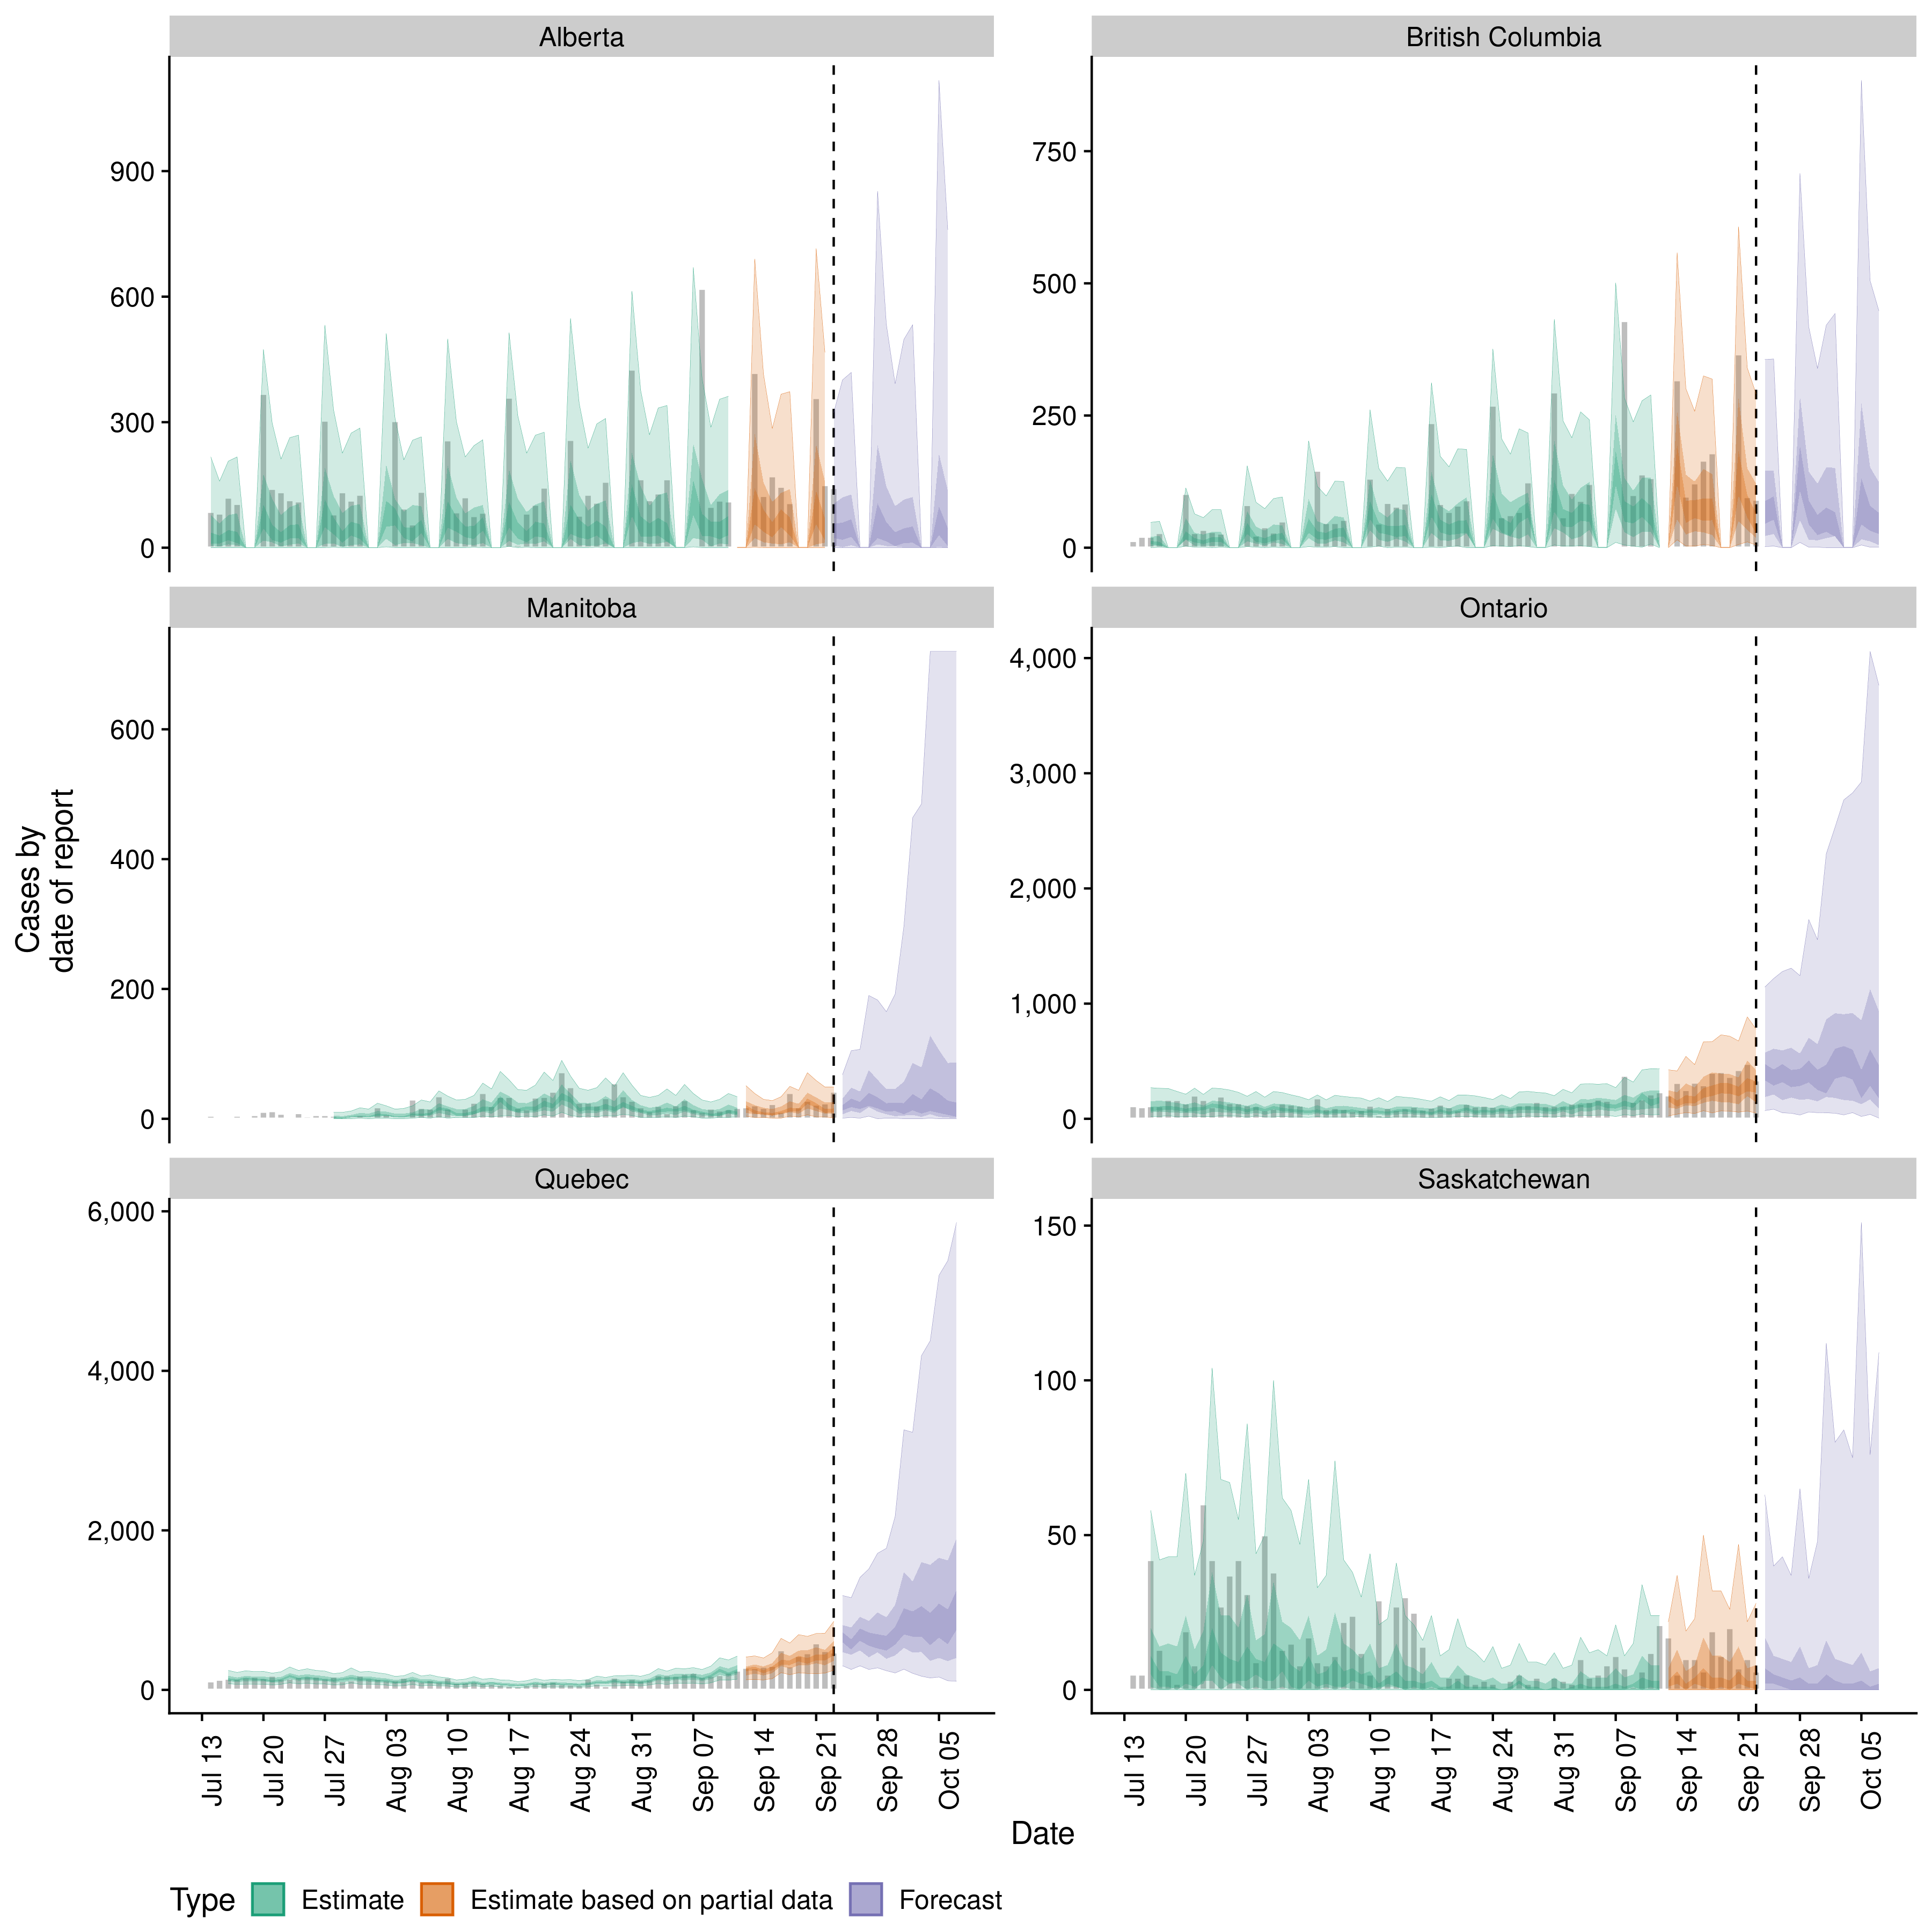 Alberta
British Columbia
900
600
300
0
750
500
250
0
Manitoba
Ontario
600
400
200
0
4,000
3,000
2,000
1,000
0
Cases by
date of report
Quebec
Saskatchewan
6,000
4,000
2,000
0
150
100
50
0
Jul 13
Jul 20
Jul 27
Aug 03
Aug 10
Aug 17
Aug 24
Aug 31
Sep 07
Sep 14
Sep 21
Sep 28
Oct 05
Jul 13
Jul 20
Jul 27
Aug 03
Aug 10
Aug 17
Aug 24
Aug 31
Sep 07
Sep 14
Sep 21
Sep 28
Oct 05
Date
Type Estimate Estimate based on partial data Forecast